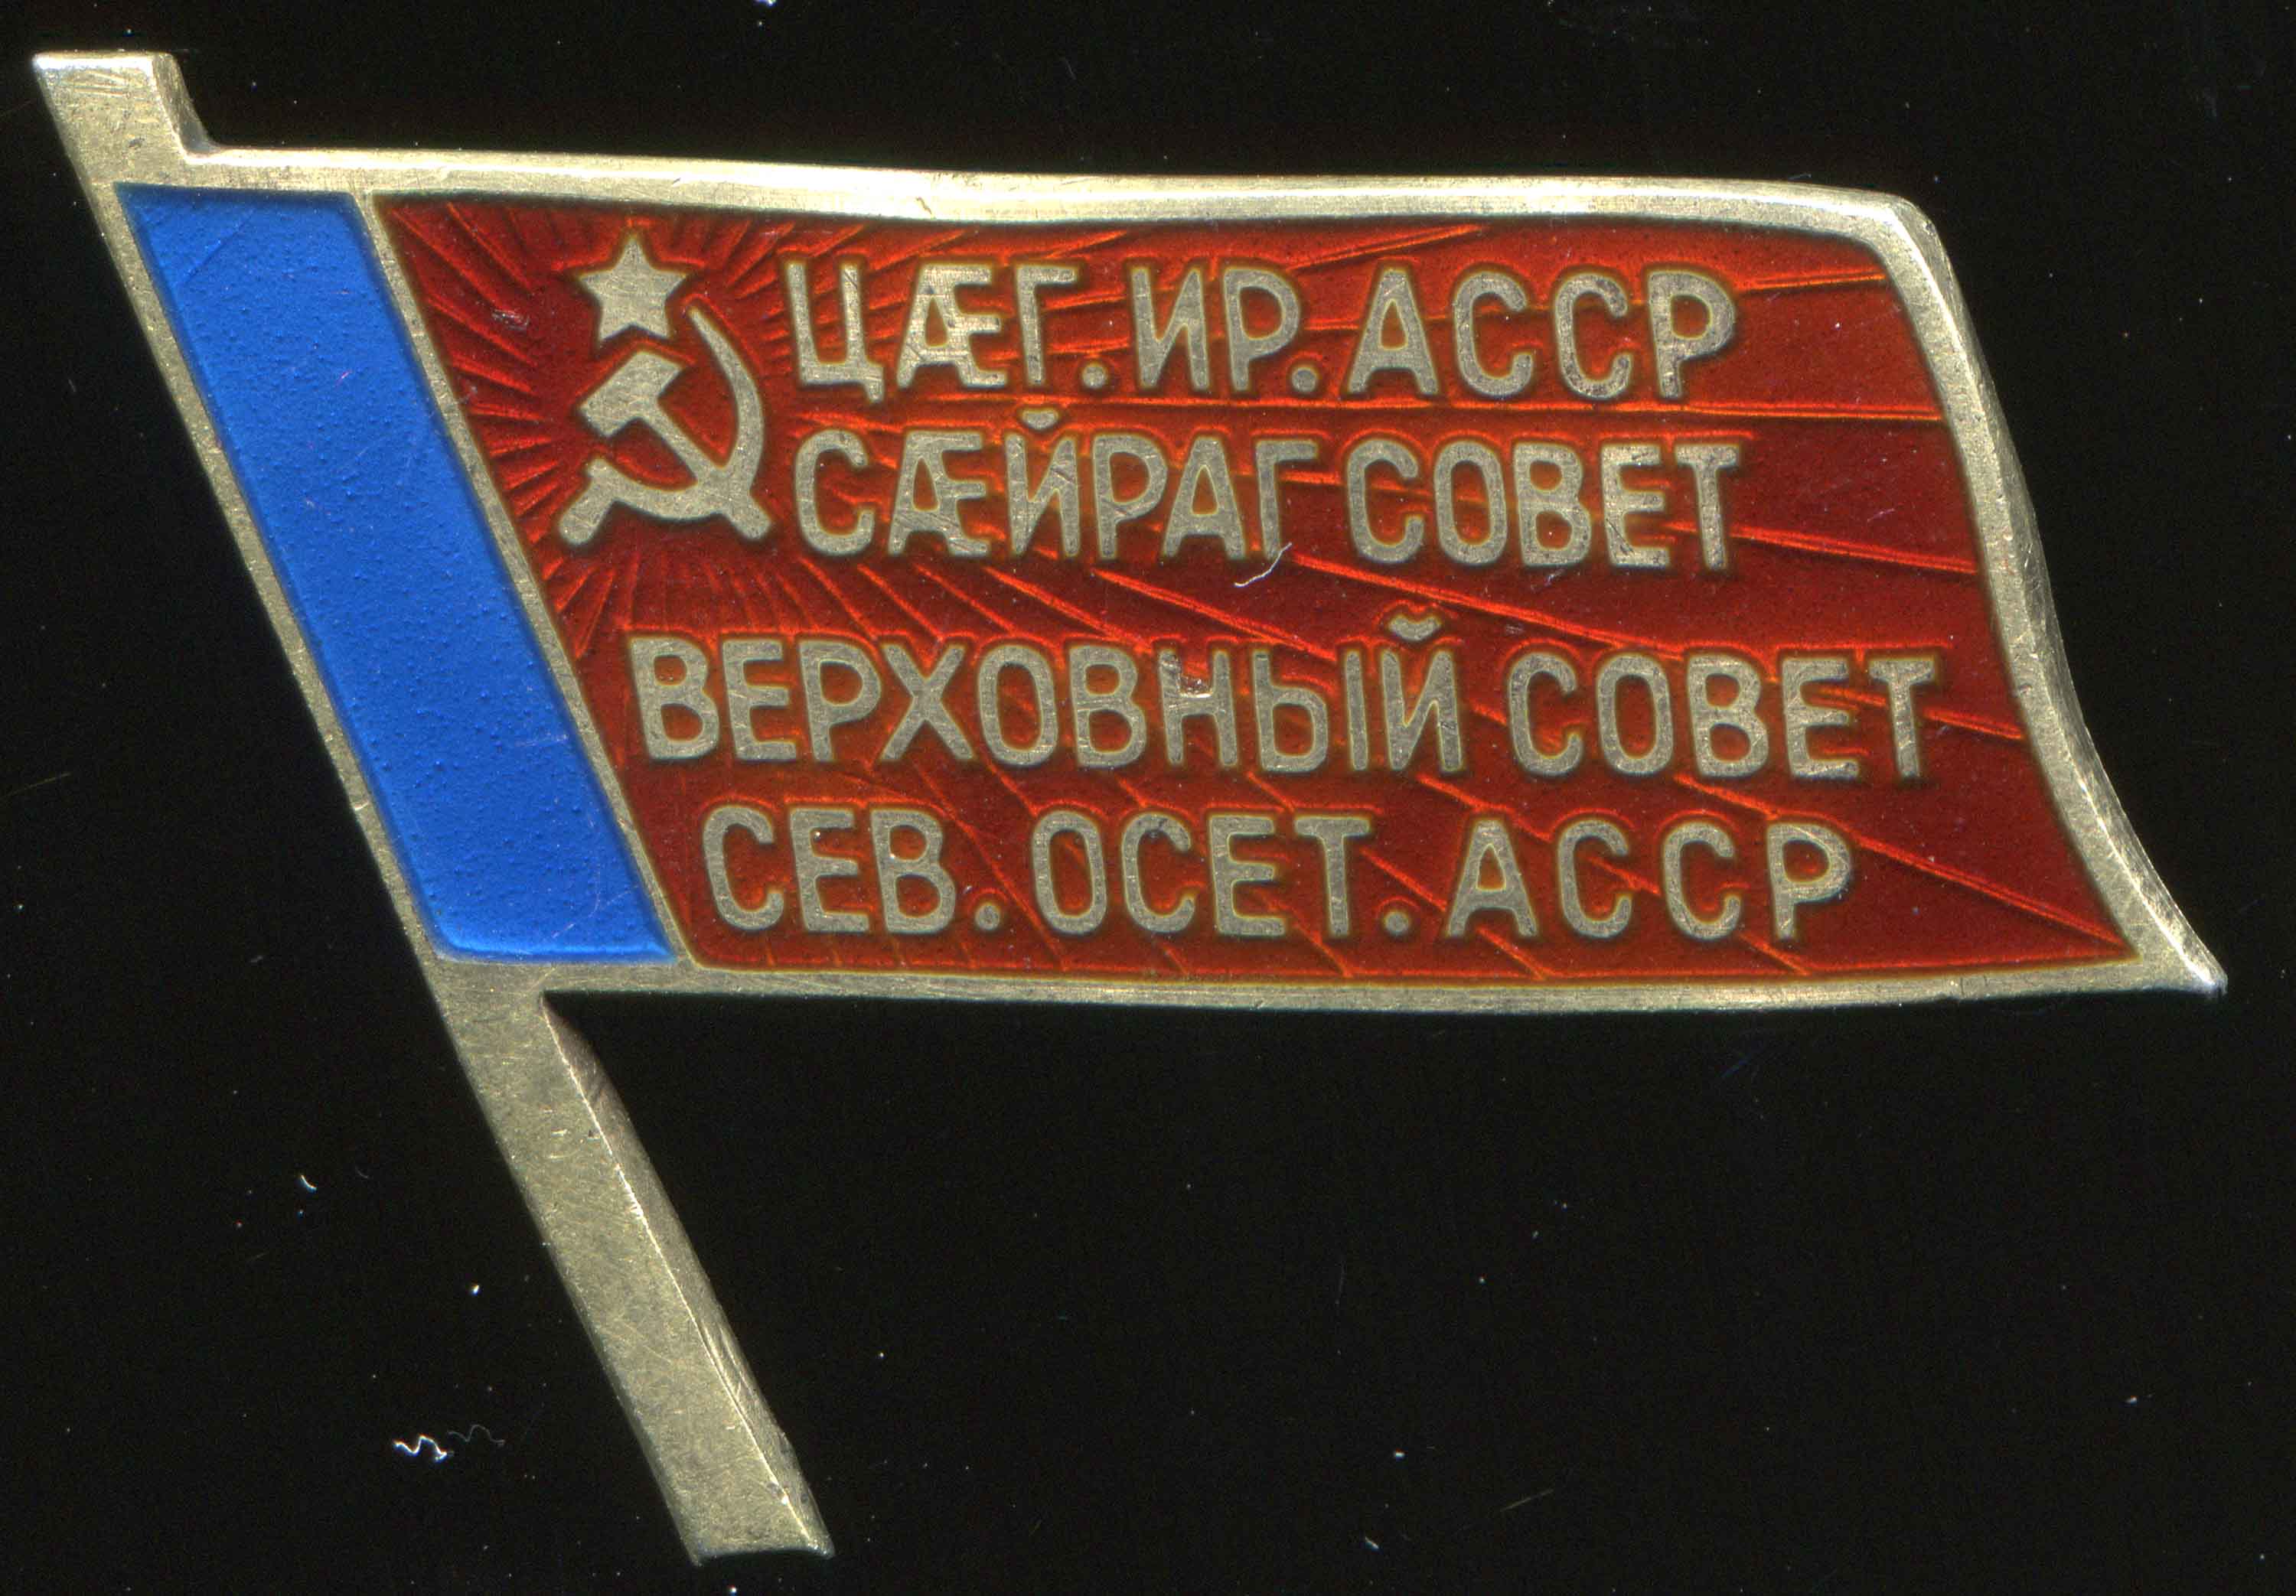 ЦÆГ. ИР. АССР
СÆЙРАГ СОВЕТ
ВЕРХОВНЫЙ СОВЕТ
СЕВ. ОСЕТ. АССР